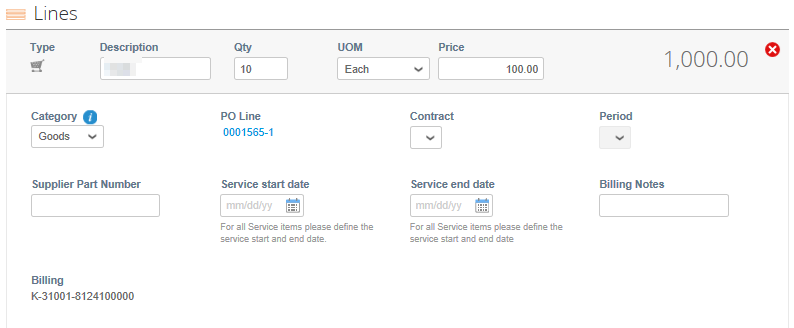 Lines
Type Description Qty UOM Price
10 Each 100.00 1,000.00
Category i PO Line Contract Period
Goods 0001565-1
Supplier Part Number Service start date Service end date Billing Notes
mm/dd/yy mm/dd/yy
For all Service items please define the For all Service items please define the
service start and end date. service start and end date
Billing
K-31001-8124100000